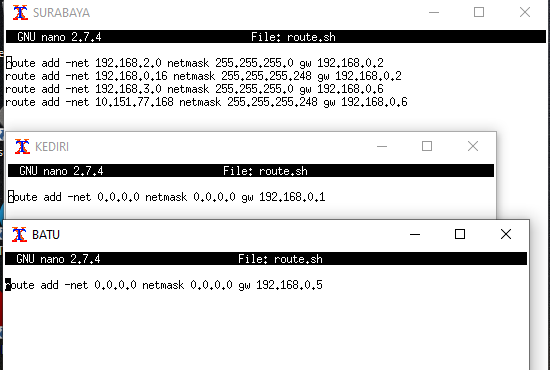 SURABAYA
GNU nano 2.7.4 File: route.sh
route add -net 192.168.2.0 netmask 255.255.255.0 gw 192.168.0.2
route add -net 192.168.0.16 netmask 255.255.255.248 gw 192.168.0.2
route add -net 192.168.3.0 netmask 255.255.255.0 gw 192.168.0.6
route add -net 10.151.77.168 netmask 255.255.255.248 gw 192.168.0.6
KEDIRI
GNU nano 2.7.4 File: route.sh
route add -net 0.0.0.0 netmask 0.0.0.0 gw 192.168.0.1
BATU
GNU nano 2.7.4 File: route.sh
route add -net 0.0.0.0 netmask 0.0.0.0 gw 192.168.0.5